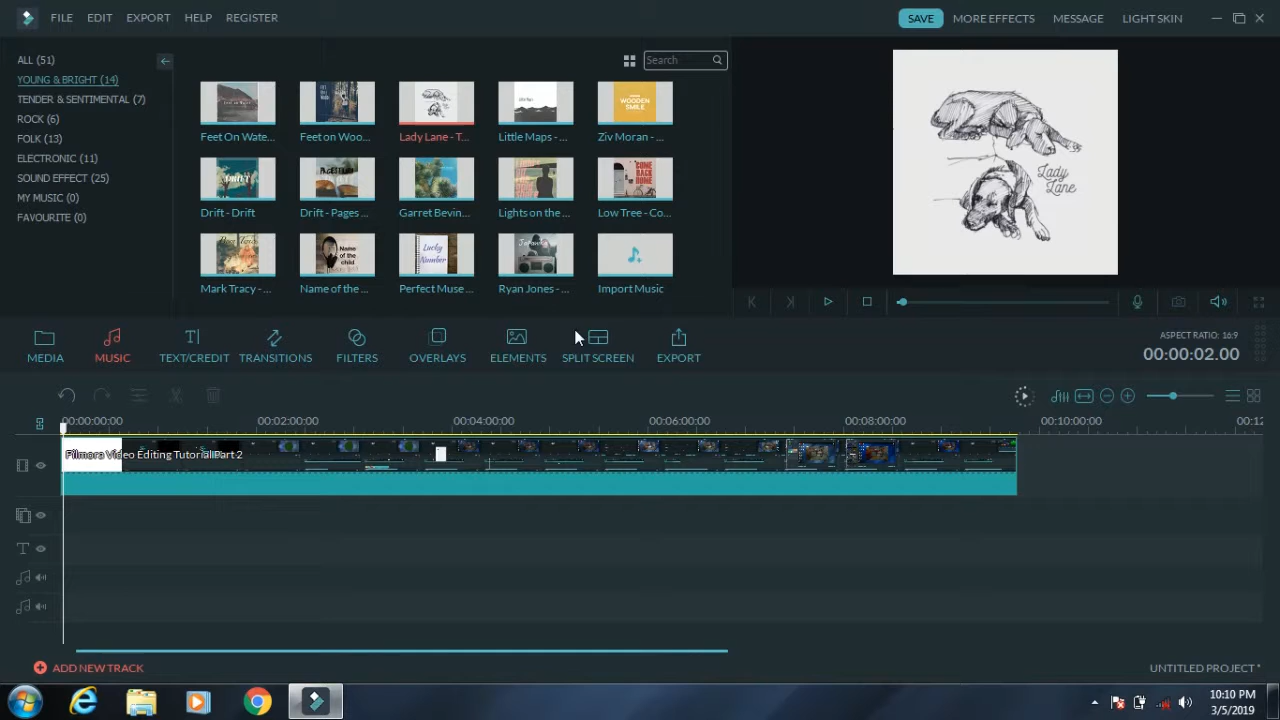 FILE EDIT EXPORT HELP REGISTER SAVE MORE EFFECTS MESSAGE LIGHT SKIN
ALL (51)
YOUNG & BRIGHT (14)
TENDER & SENTIMENTAL (7)
ROCK (6)
FOLK (13)
ELECTRONIC (11)
SOUND EFFECT (25)
MY MUSIC (0)
FAVOURITE (0)
Search
WOODEN
SMILE
Feet On Wate... Feet on Woo... Lady Lane - T... Little Maps - ... Ziv Moran - ...
DRIFT
COME
BACK
HOME
Drift - Drift Drift - Pages ... Garret Bevin... Lights on the ... Low Tree - Co...
Name of
the child
Lucky
Number
Mark Tracy - ... Name of the ... Perfect Muse ... Ryan Jones - ... Import Music
Lady
Lane
MEDIA MUSIC TEXT/CREDIT TRANSITIONS FILTERS OVERLAYS ELEMENTS SPLIT SCREEN EXPORT
ASPECT RATIO: 16:9
00:00:02.00
00:00:00:00 00:02:00:00 00:04:00:00 00:06:00:00 00:08:00:00 00:10:00:00 00:12
Filmora Video Editing Tutorial Part 2
ADD NEW TRACK
UNTITLED PROJECT *
10:10 PM
3/5/2019